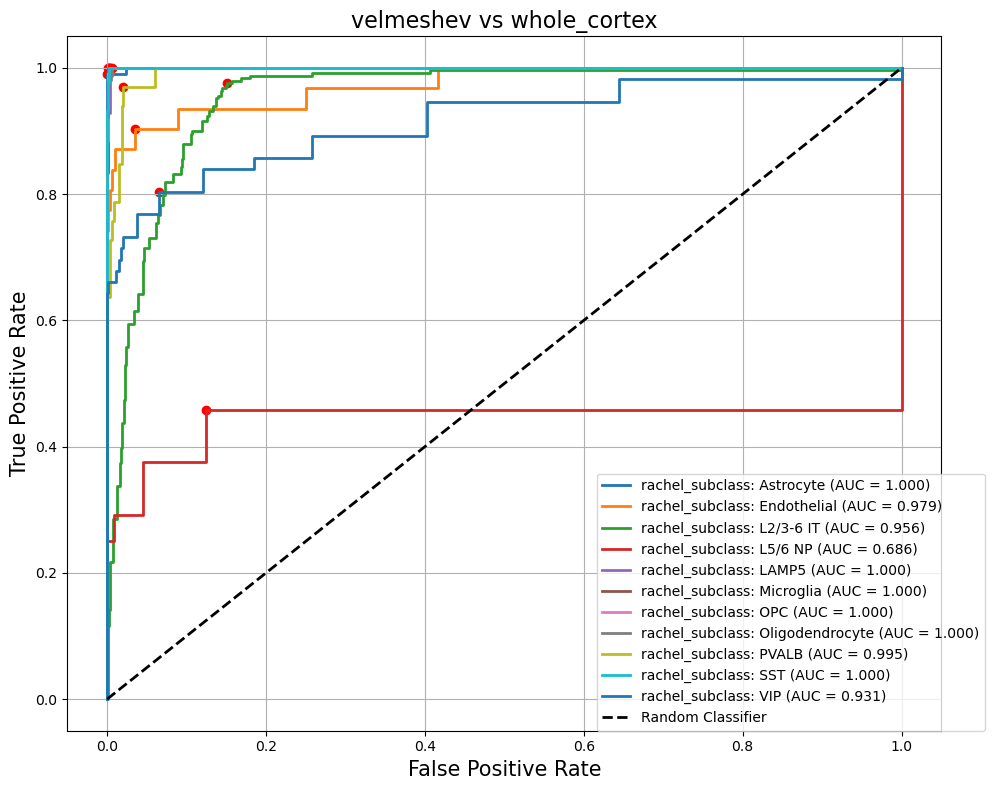 velmeshev vs whole_cortex
True Positive Rate
1.0
0.8
0.6
0.4
0.2
0.0
rachel_subclass: Astrocyte (AUC = 1.000)
rachel_subclass: Endothelial (AUC = 0.979)
rachel_subclass: L2/3-6 IT (AUC = 0.956)
rachel_subclass: L5/6 NP (AUC = 0.686)
rachel_subclass: LAMP5 (AUC = 1.000)
rachel_subclass: Microglia (AUC = 1.000)
rachel_subclass: OPC (AUC = 1.000)
rachel_subclass: Oligodendrocyte (AUC = 1.000)
rachel_subclass: PVALB (AUC = 0.995)
rachel_subclass: SST (AUC = 1.000)
rachel_subclass: VIP (AUC = 0.931)
Random Classifier
0.0 0.2 0.4 0.6 0.8 1.0
False Positive Rate